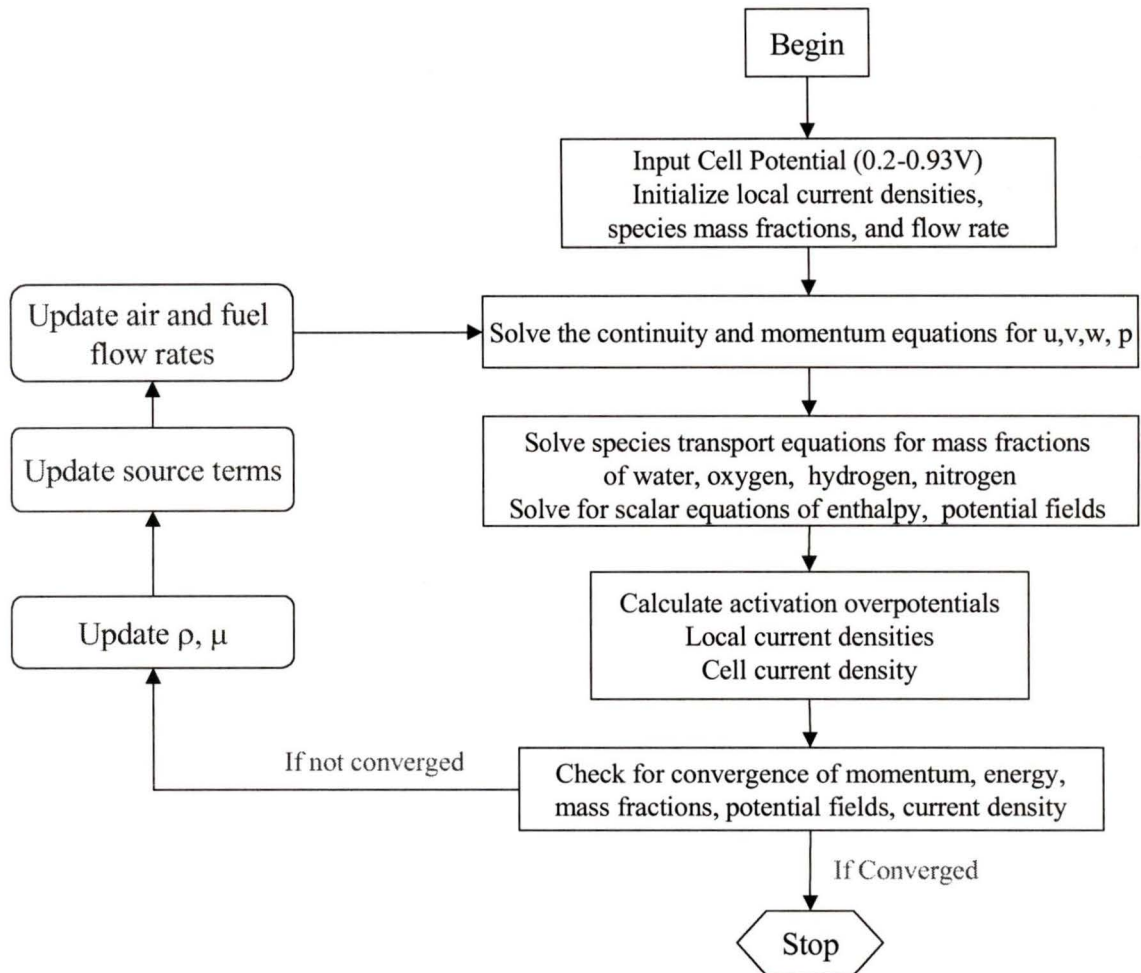 Begin
Input Cell Potential (0.2-0.93V)
Initialize local current densities,
species mass fractions, and flow rate
Update air and fuel
flow rates
Solve the continuity and momentum equations for u,v,w, p
Solve species transport equations for mass fractions
of water, oxygen, hydrogen, nitrogen
Solve for scalar equations of enthalpy, potential fields
Update source terms
Calculate activation overpotentials
Local current densities
Cell current density
Update ρ, μ
If not converged
Check for convergence of momentum, energy,
mass fractions, potential fields, current density
If Converged
Stop